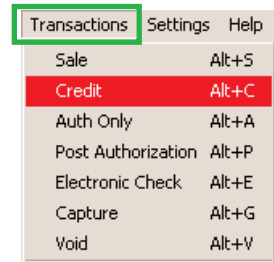 Transactions Settings Help
Sale Alt+S
Credit Alt+C
Auth Only Alt+A
Post Authorization Alt+P
Electronic Check Alt+E
Capture Alt+G
Void Alt+V